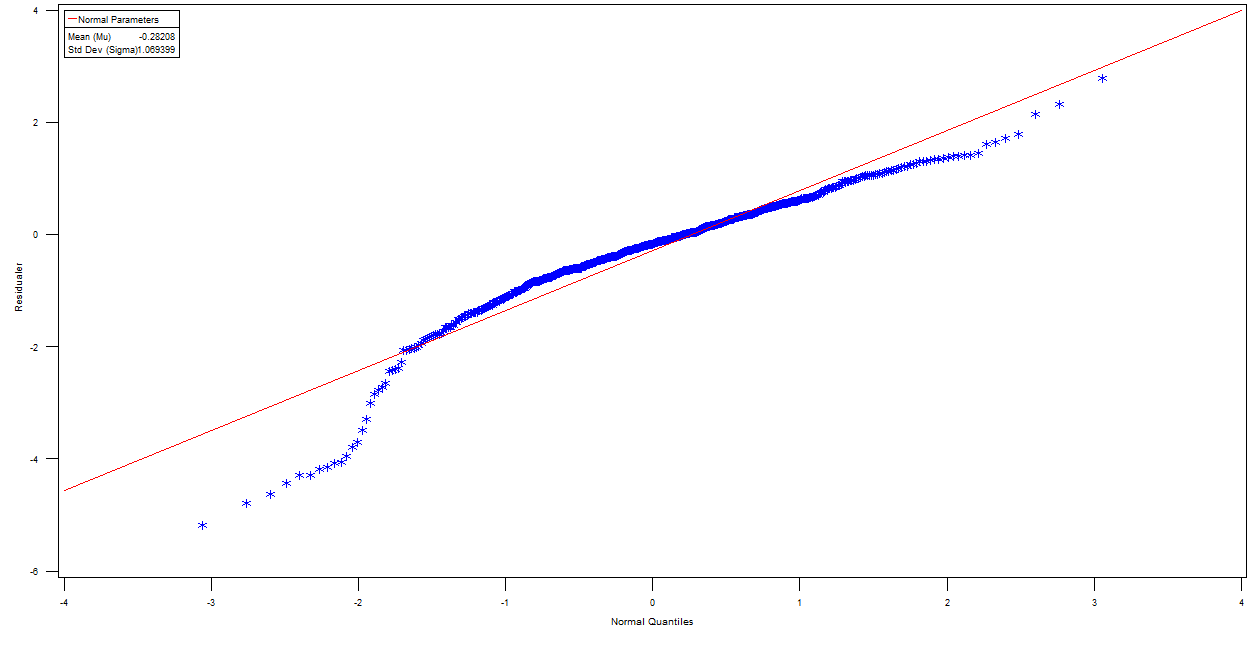 Normal Parameters
Mean (Mu) -0.28208
Std Dev (Sigma)1.069399
4
2
0
-2
-4
-6
Residualer
-4 -3 -2 -1 0 1 2 3 4
Normal Quantiles